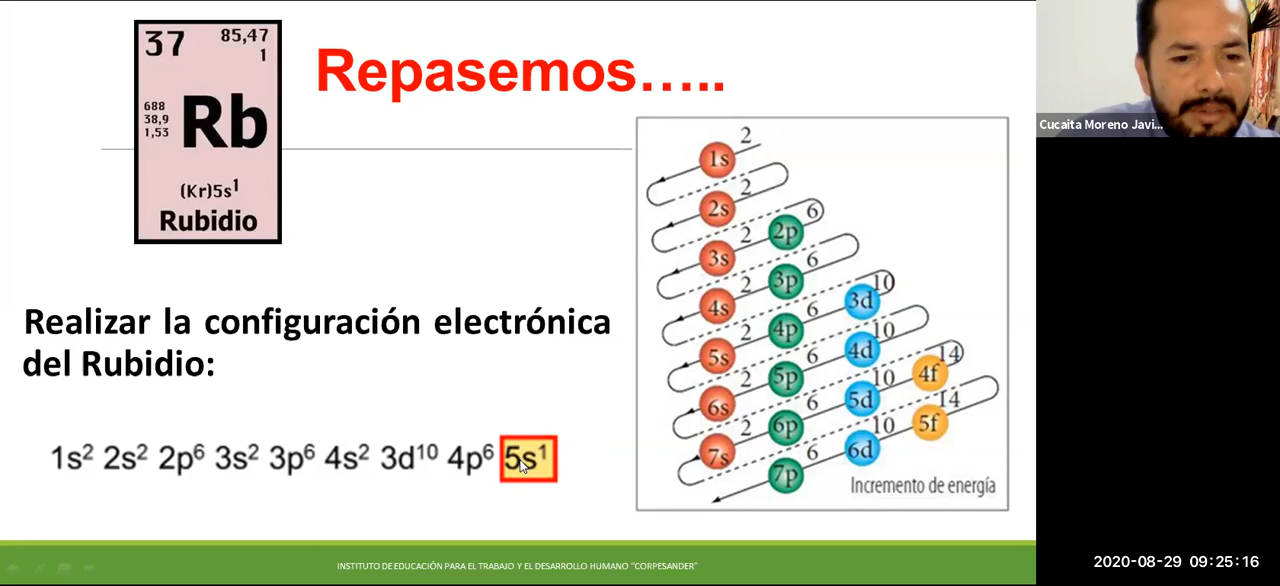 37
85,47
1
688
38,9
1,53
Rb
(Kr)5s¹
Rubidio
Repasemos…..
Realizar la configuración electrónica
del Rubidio:
1s² 2s² 2p⁶ 3s² 3p⁶ 4s² 3d¹⁰ 4p⁶ 5s¹
1s 2
2s 2
2p 6
3s 2
3p 6
4s 2
3d 10
4p 6
5s 2
4d 10
5p 6
6s 2
4f 14
5d 10
6p 6
7s 2
5f 14
6d 10
7p 6
Incremento de energía
INSTITUTO DE EDUCACIÓN PARA EL TRABAJO Y EL DESARROLLO HUMANO "CORPESANDER"
Cucaita Moreno Javi...
2020-08-29 09:25:16